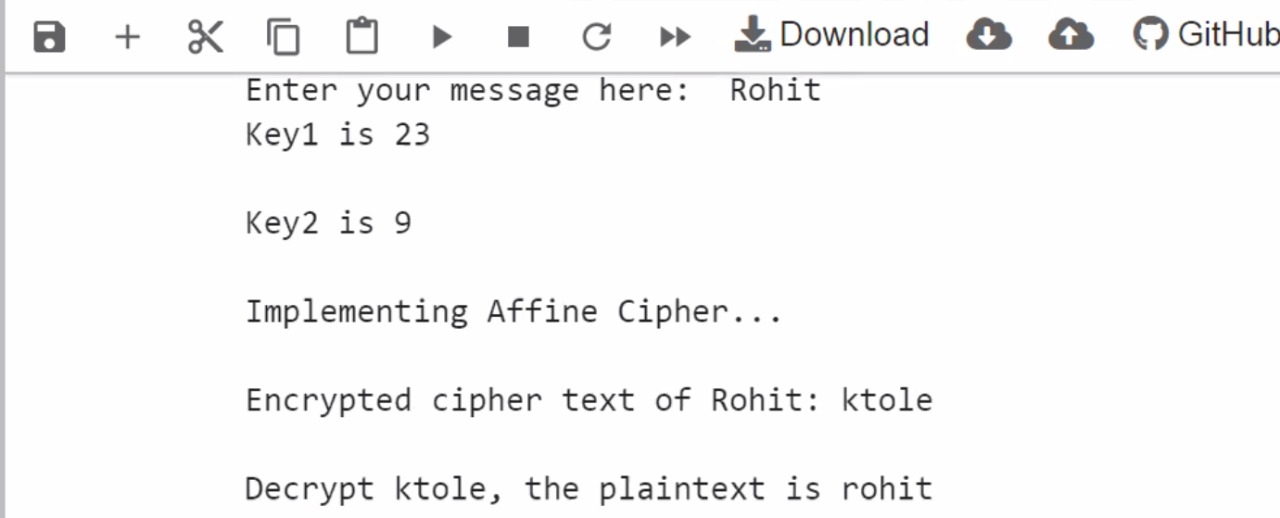 Download GitHub
Enter your message here: Rohit
Key1 is 23
Key2 is 9
Implementing Affine Cipher...
Encrypted cipher text of Rohit: ktole
Decrypt ktole, the plaintext is rohit